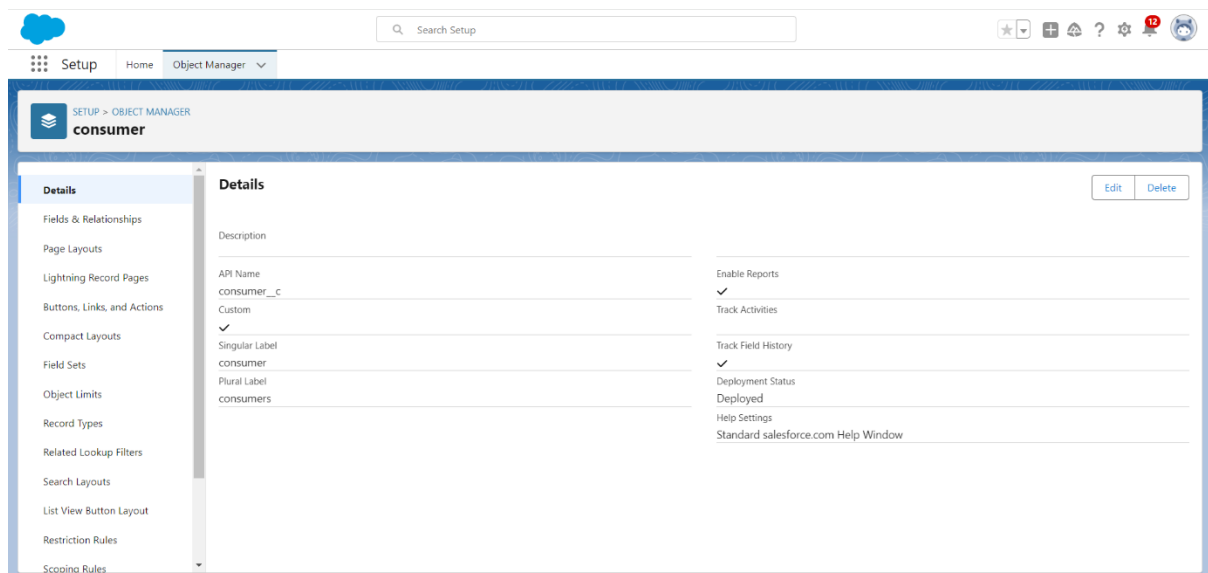 Search Setup
12
Setup Home Object Manager
SETUP > OBJECT MANAGER
consumer
Details
Fields & Relationships
Page Layouts
Lightning Record Pages
Buttons, Links, and Actions
Compact Layouts
Field Sets
Object Limits
Record Types
Related Lookup Filters
Search Layouts
List View Button Layout
Restriction Rules
Scoping Rules
Details
Edit Delete
Description
API Name
consumer__c
Custom
Singular Label
consumer
Plural Label
consumers
Enable Reports
Track Activities
Track Field History
Deployment Status
Deployed
Help Settings
Standard salesforce.com Help Window